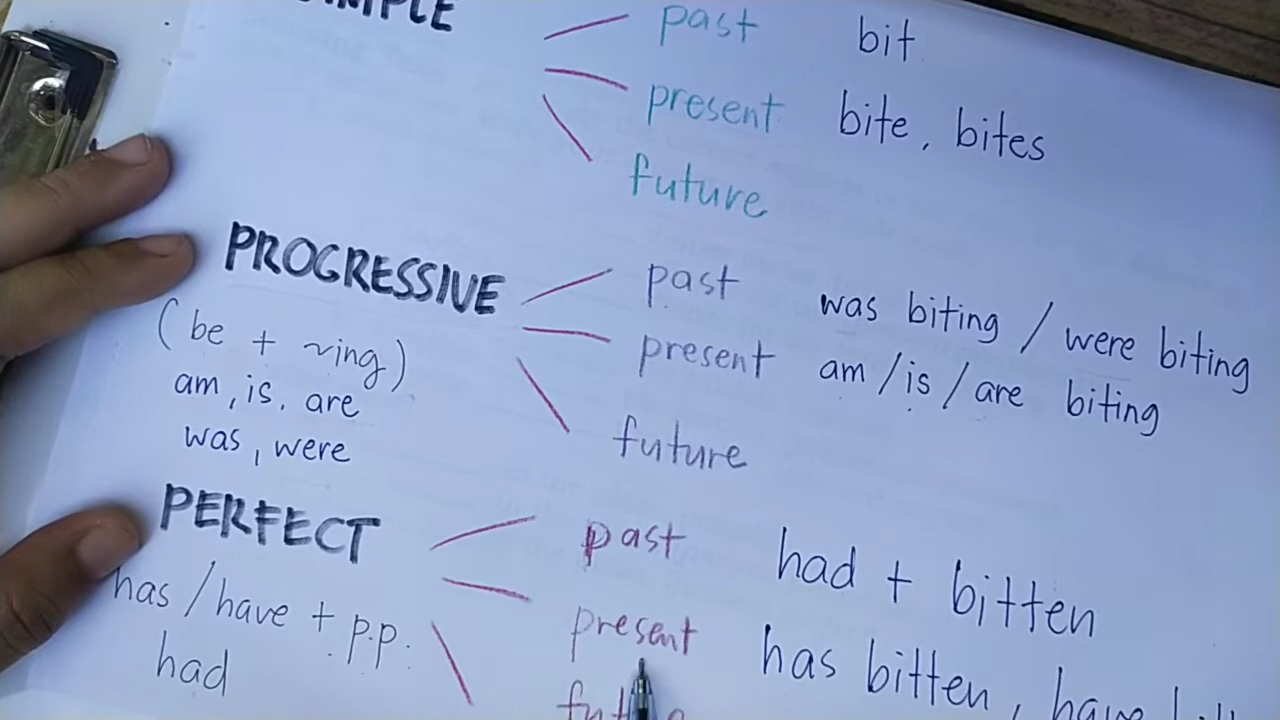 past bit
present bite, bites
future
PROGRESSIVE
(be + ~ing)
am, is, are
was, were
past was biting / were biting
present am / is / are biting
future
PERFECT
has / have + p.p.
had
past had + bitten
present has bitten, have